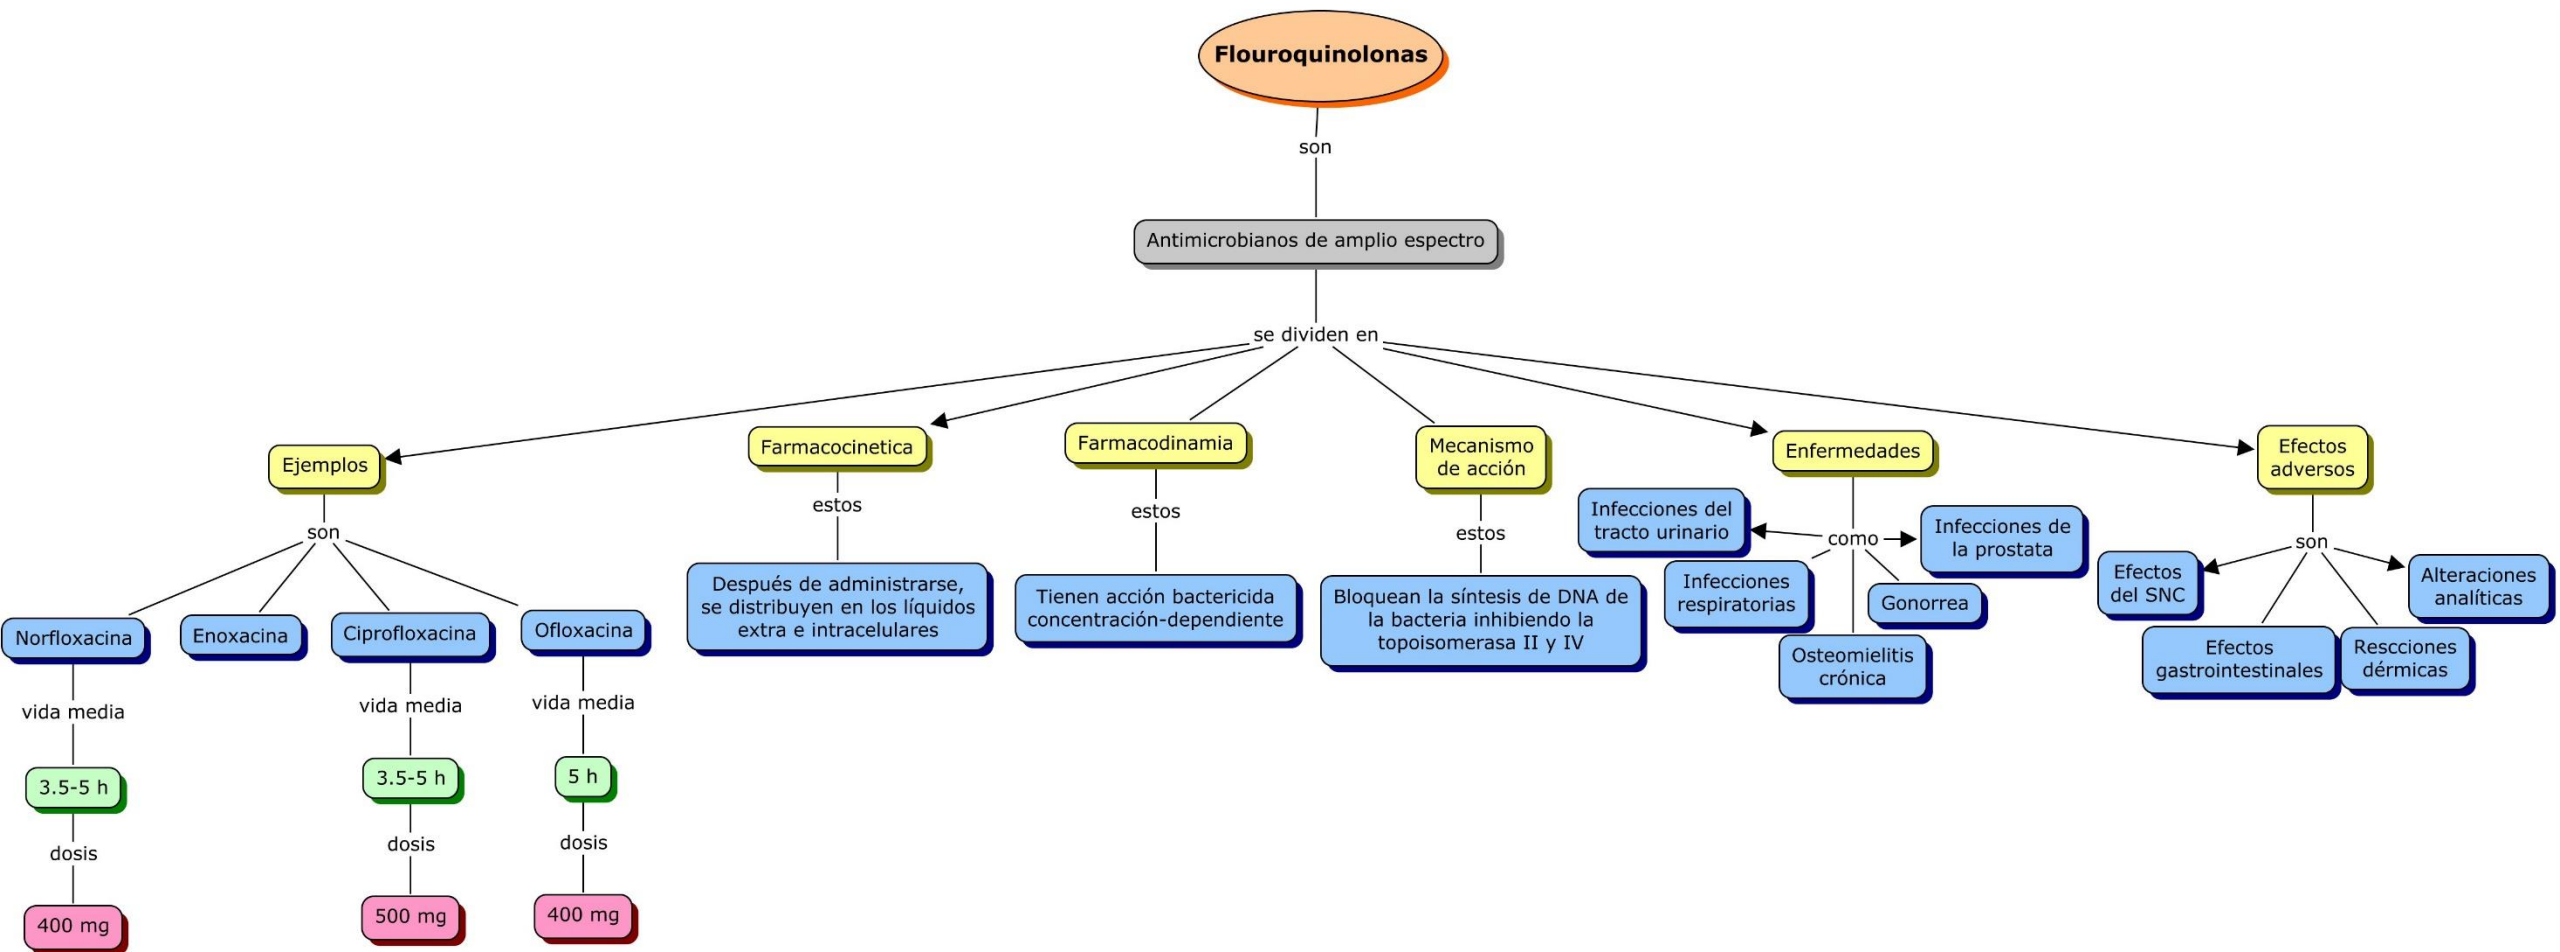 Flouroquinolonas
son
Antimicrobianos de amplio espectro
se dividen en
Ejemplos
son
Norfloxacina
vida media
3.5-5 h
dosis
400 mg
Enoxacina
Ciprofloxacina
vida media
3.5-5 h
dosis
500 mg
Ofloxacina
vida media
5 h
dosis
400 mg
Farmacocinetica
estos
Después de administrarse,
se distribuyen en los líquidos
extra e intracelulares
Farmacodinamia
estos
Tienen acción bactericida
concentración-dependiente
Mecanismo
de acción
estos
Bloquean la síntesis de DNA de
la bacteria inhibiendo la
topoisomerasa II y IV
Enfermedades
como
Infecciones del
tracto urinario
Infecciones
respiratorias
Osteomielitis
crónica
Gonorrea
Infecciones de
la prostata
Efectos
adversos
son
Efectos
del SNC
Efectos
gastrointestinales
Rescciones
dérmicas
Alteraciones
analíticas